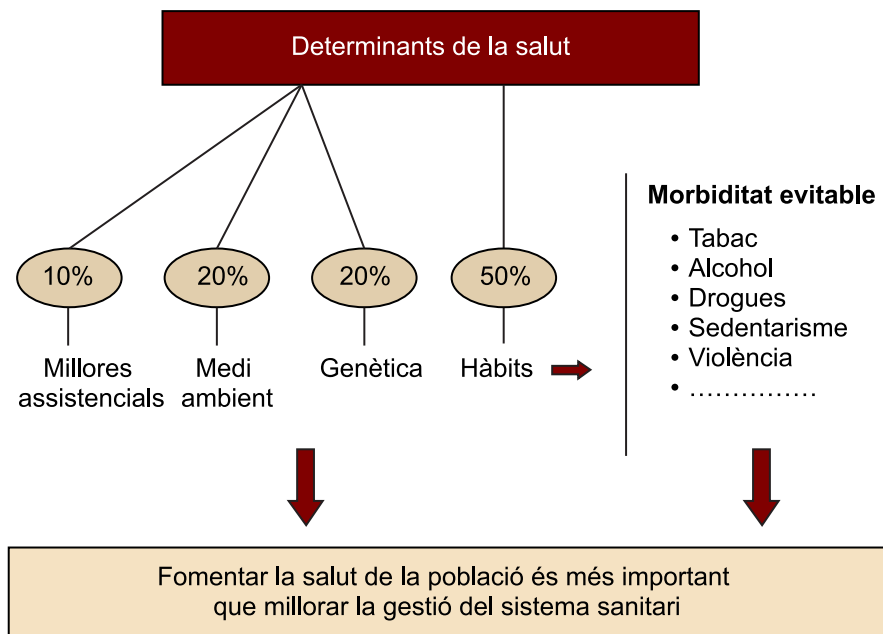 Determinants de la salut
10%
20%
20%
50%
Millores
assistencials
Medi
ambient
Genètica
Hàbits
Morbiditat evitable
• Tabac
• Alcohol
• Drogues
• Sedentarisme
• Violència
• ……………
Fomentar la salut de la població és més important
que millorar la gestió del sistema sanitari